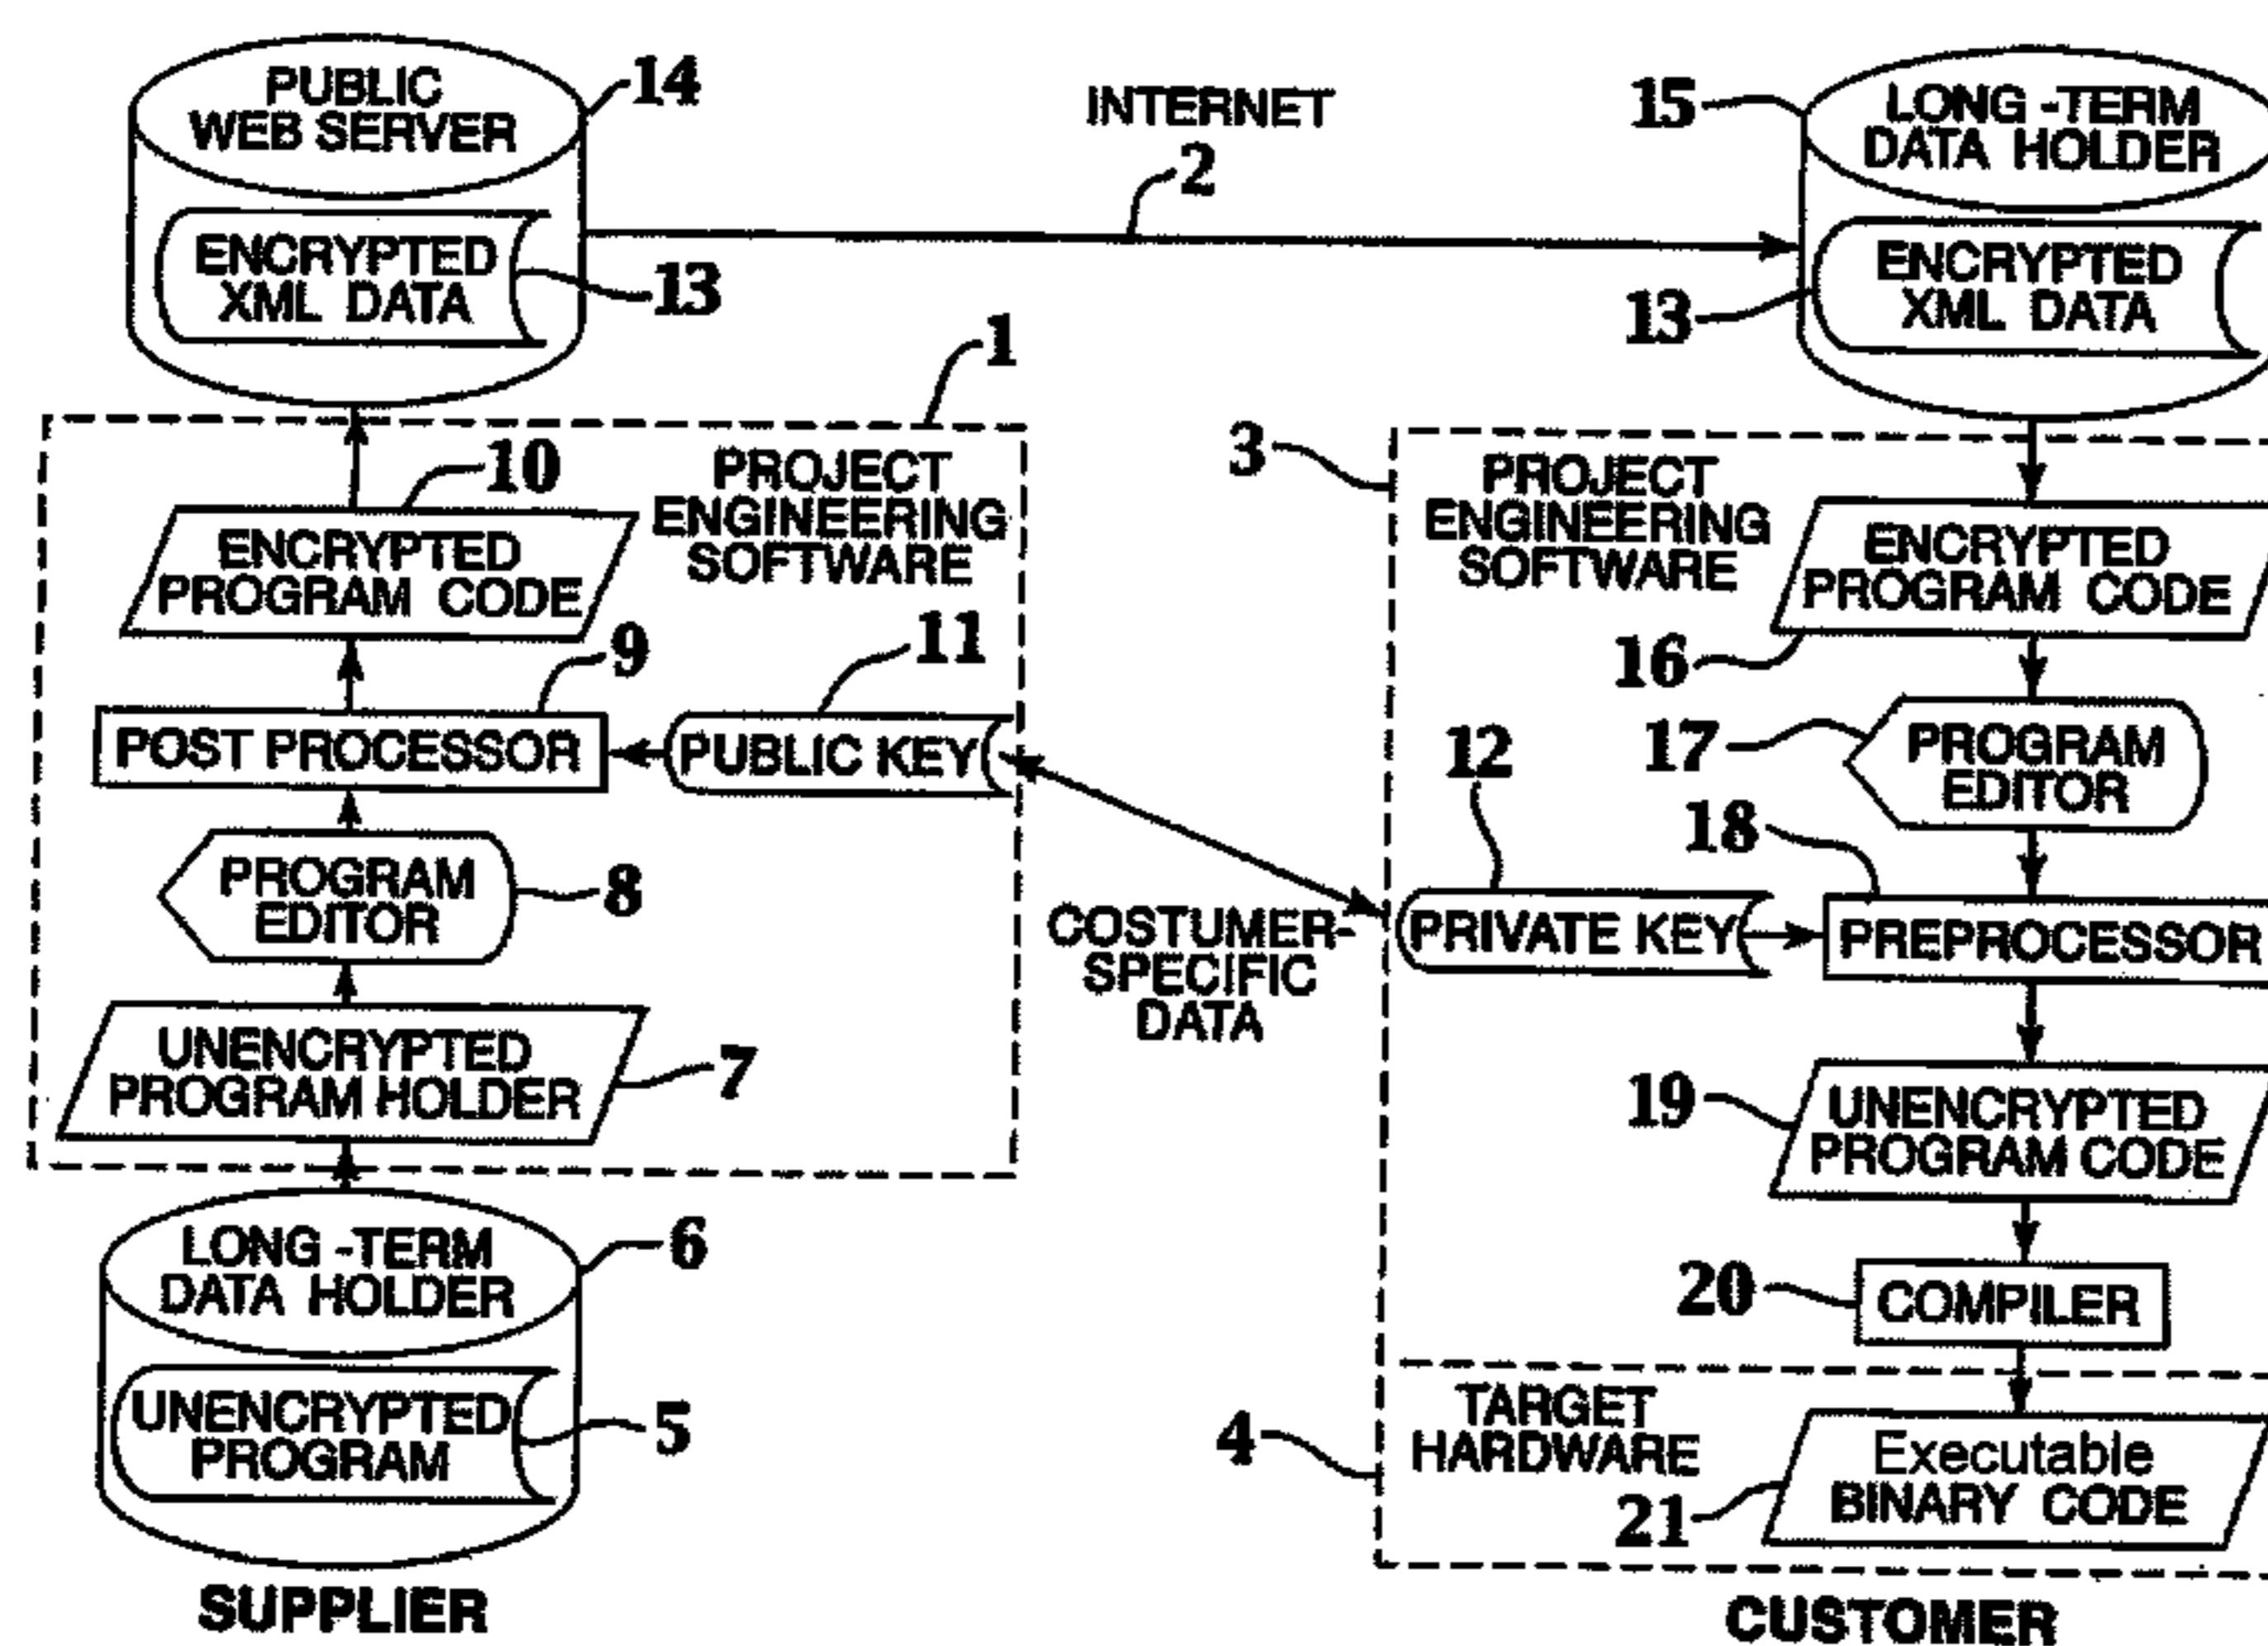 PUBLIC
WEB SERVER
14
ENCRYPTED
XML DATA
13
INTERNET
2
15
LONG -TERM
DATA HOLDER
ENCRYPTED
XML DATA
13
1
PROJECT
ENGINEERING
SOFTWARE
10
ENCRYPTED
PROGRAM CODE
9
11
POST PROCESSOR
PUBLIC KEY
PROGRAM
EDITOR
8
UNENCRYPTED
PROGRAM HOLDER
7
LONG -TERM
DATA HOLDER
6
UNENCRYPTED
PROGRAM
5
SUPPLIER
COSTUMER-
SPECIFIC
DATA
3
PROJECT
ENGINEERING
SOFTWARE
ENCRYPTED
PROGRAM CODE
16
17
PROGRAM
EDITOR
12
18
PRIVATE KEY
PREPROCESSOR
19
UNENCRYPTED
PROGRAM CODE
20
COMPILER
4
TARGET
HARDWARE
21
Executable
BINARY CODE
CUSTOMER